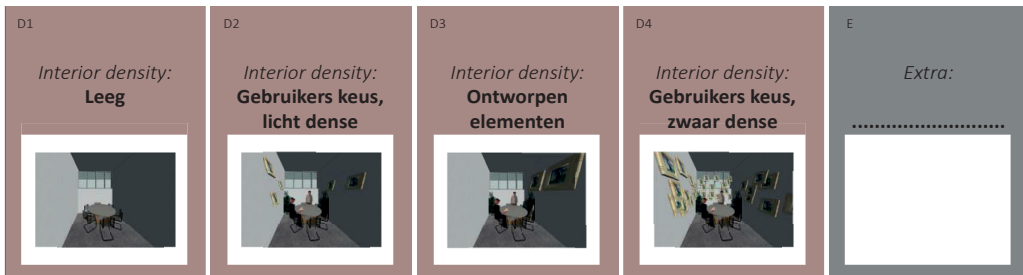 D1
Interior density:
Leeg
D2
Interior density:
Gebruikers keus,
licht dense
D3
Interior density:
Ontworpen
elementen
D4
Interior density:
Gebruikers keus,
zwaar dense
E
Extra:
...........................